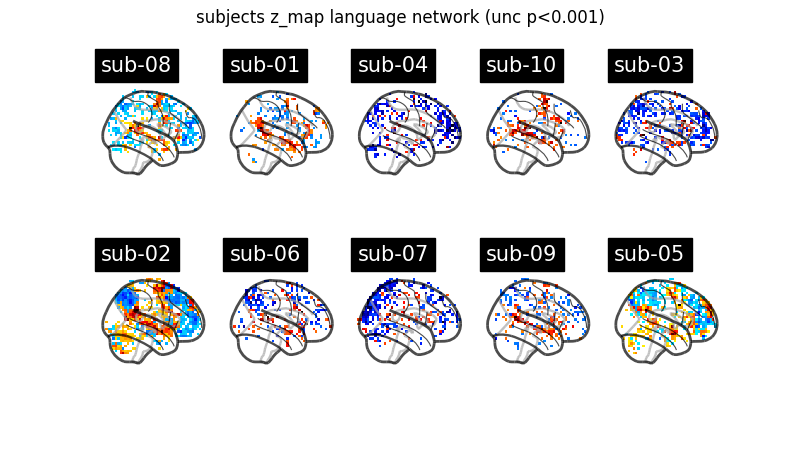 subjects z_map language network (unc p<0.001)
sub-08 sub-01 sub-04 sub-10 sub-03
sub-02 sub-06 sub-07 sub-09 sub-05